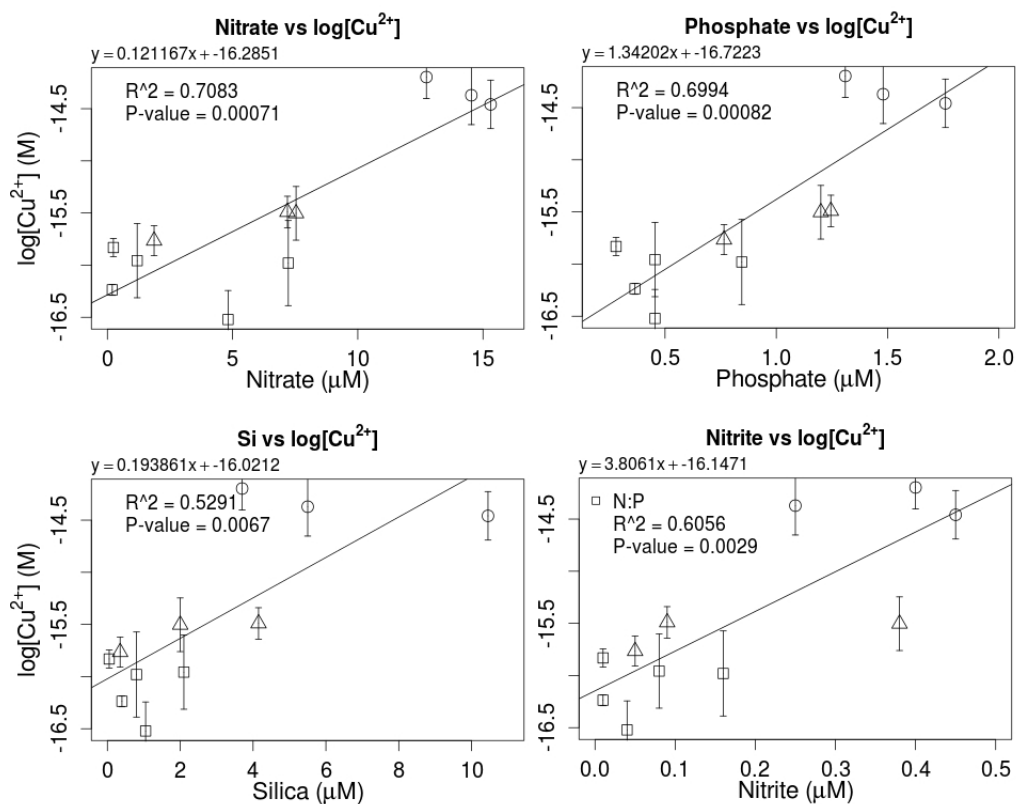 Nitrate vs log[Cu²⁺]
y = 0.121167x + -16.2851
R^2 = 0.7083
P-value = 0.00071
log[Cu²⁺] (M)
-14.5
-15.5
-16.5
0 5 10 15
Nitrate (μM)
Phosphate vs log[Cu²⁺]
y = 1.34202x + -16.7223
R^2 = 0.6994
P-value = 0.00082
-14.5
-15.5
-16.5
0.5 1.0 1.5 2.0
Phosphate (μM)
Si vs log[Cu²⁺]
y = 0.193861x + -16.0212
R^2 = 0.5291
P-value = 0.0067
log[Cu²⁺] (M)
-14.5
-15.5
-16.5
0 2 4 6 8 10
Silica (μM)
Nitrite vs log[Cu²⁺]
y = 3.8061x + -16.1471
N:P
R^2 = 0.6056
P-value = 0.0029
-14.5
-15.5
-16.5
0.0 0.1 0.2 0.3 0.4 0.5
Nitrite (μM)